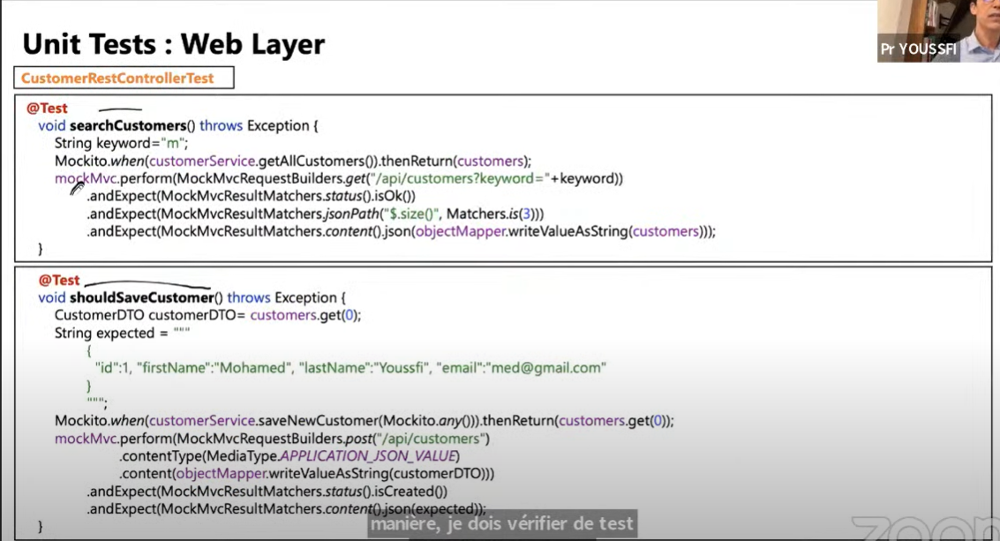 Unit Tests : Web Layer
Pr YOUSSFI
CustomerRestControllerTest
@Test
void searchCustomers() throws Exception {
String keyword="m";
Mockito.when(customerService.getAllCustomers()).thenReturn(customers);
mockMvc.perform(MockMvcRequestBuilders.get("/api/customers?keyword="+keyword))
.andExpect(MockMvcResultMatchers.status().isOk())
.andExpect(MockMvcResultMatchers.jsonPath("$.size()", Matchers.is(3)))
.andExpect(MockMvcResultMatchers.content().json(objectMapper.writeValueAsString(customers)));
}
@Test
void shouldSaveCustomer() throws Exception {
CustomerDTO customerDTO= customers.get(0);
String expected = """
{
"id":1, "firstName":"Mohamed", "lastName":"Youssfi", "email":"med@gmail.com"
}
""";
Mockito.when(customerService.saveNewCustomer(Mockito.any())).thenReturn(customers.get(0));
mockMvc.perform(MockMvcRequestBuilders.post("/api/customers")
.contentType(MediaType.APPLICATION_JSON_VALUE)
.content(objectMapper.writeValueAsString(customerDTO)))
.andExpect(MockMvcResultMatchers.status().isCreated())
.andExpect(MockMvcResultMatchers.content().json(expected));
}
manière, je dois vérifier de test
zoom